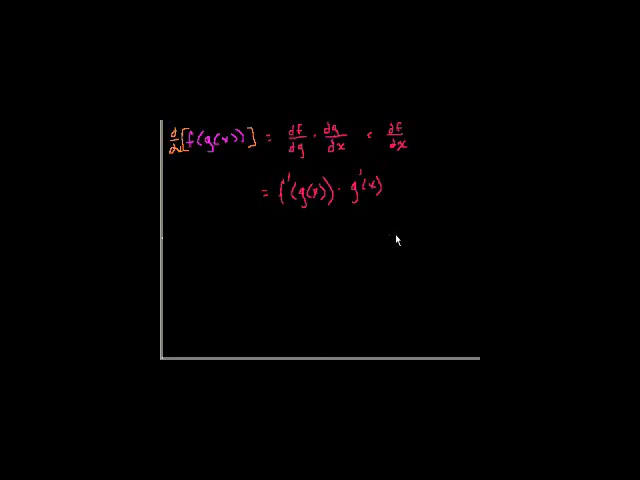 d/dx [f(g(x))] = df/dg · dg/dx = df/dx
= f'(g(x)) · g'(x)